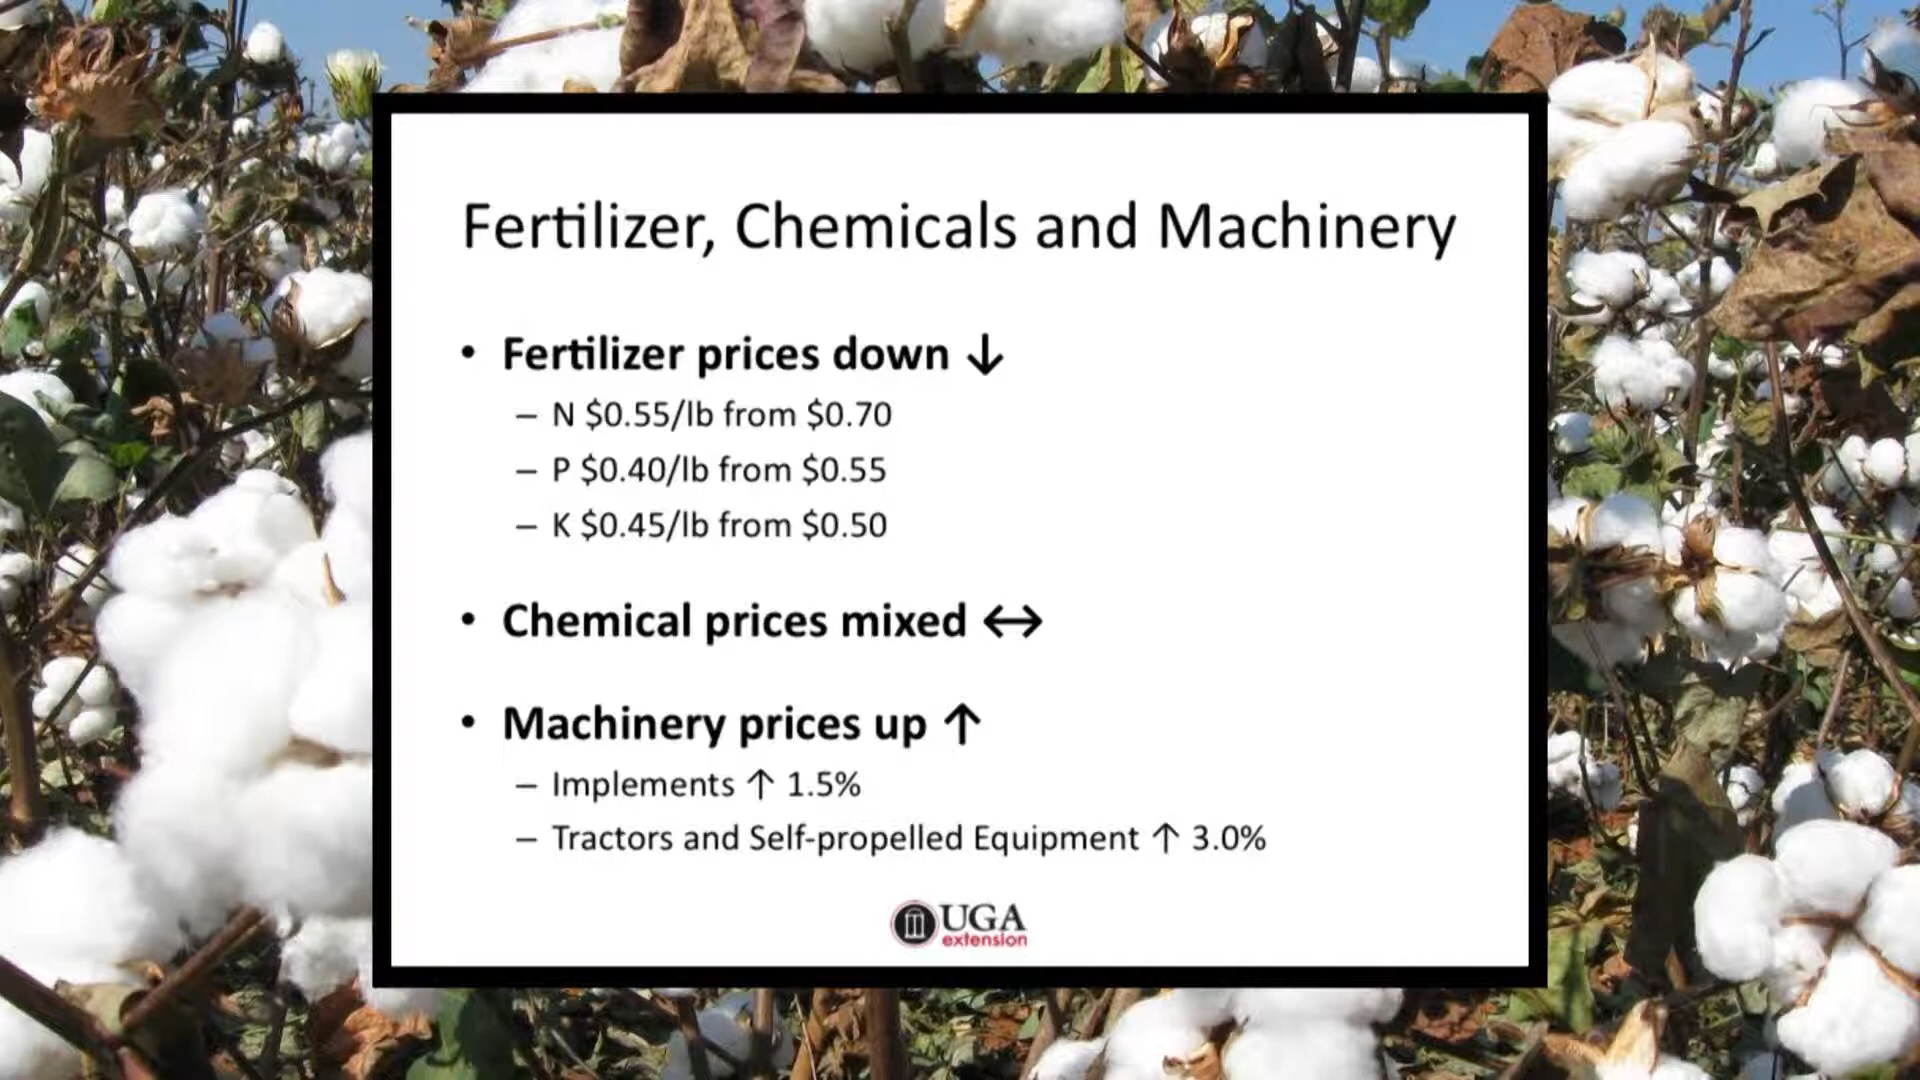 Fertilizer, Chemicals and Machinery
• Fertilizer prices down ↓
– N $0.55/lb from $0.70
– P $0.40/lb from $0.55
– K $0.45/lb from $0.50
• Chemical prices mixed ↔
• Machinery prices up ↑
– Implements ↑ 1.5%
– Tractors and Self-propelled Equipment ↑ 3.0%
UGA
extension